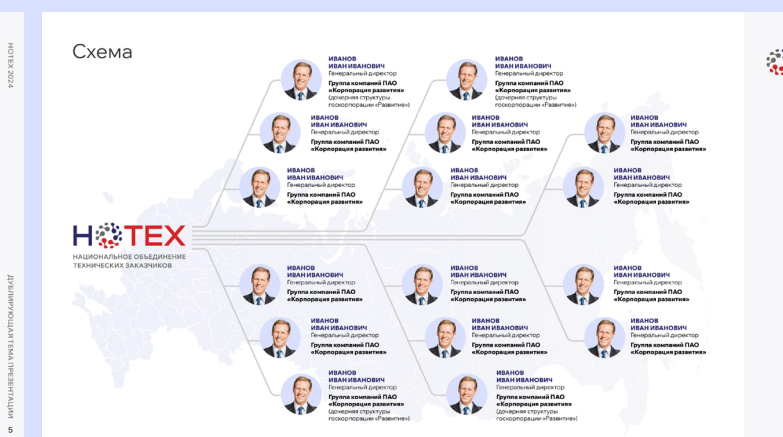 НОТЕХ 2024
Схема
ИВАНОВ
ИВАН ИВАНОВИЧ
Генеральный директор
Группа компаний ПАО
«Корпорация развития»
(дочерняя структуры
госкорпорации «Развитие»)
ИВАНОВ
ИВАН ИВАНОВИЧ
Генеральный директор
Группа компаний ПАО
«Корпорация развития»
(дочерняя структуры
госкорпорации «Развитие»)
ИВАНОВ
ИВАН ИВАНОВИЧ
Генеральный директор
Группа компаний ПАО
«Корпорация развития»
ИВАНОВ
ИВАН ИВАНОВИЧ
Генеральный директор
Группа компаний ПАО
«Корпорация развития»
ИВАНОВ
ИВАН ИВАНОВИЧ
Генеральный директор
Группа компаний ПАО
«Корпорация развития»
ИВАНОВ
ИВАН ИВАНОВИЧ
Генеральный директор
Группа компаний ПАО
«Корпорация развития»
ИВАНОВ
ИВАН ИВАНОВИЧ
Генеральный директор
Группа компаний ПАО
«Корпорация развития»
ИВАНОВ
ИВАН ИВАНОВИЧ
Генеральный директор
Группа компаний ПАО
«Корпорация развития»
НОТЕХ
НАЦИОНАЛЬНОЕ ОБЪЕДИНЕНИЕ
ТЕХНИЧЕСКИХ ЗАКАЗЧИКОВ
ИВАНОВ
ИВАН ИВАНОВИЧ
Генеральный директор
Группа компаний ПАО
«Корпорация развития»
ИВАНОВ
ИВАН ИВАНОВИЧ
Генеральный директор
Группа компаний ПАО
«Корпорация развития»
ИВАНОВ
ИВАН ИВАНОВИЧ
Генеральный директор
Группа компаний ПАО
«Корпорация развития»
ИВАНОВ
ИВАН ИВАНОВИЧ
Генеральный директор
Группа компаний ПАО
«Корпорация развития»
ИВАНОВ
ИВАН ИВАНОВИЧ
Генеральный директор
Группа компаний ПАО
«Корпорация развития»
ИВАНОВ
ИВАН ИВАНОВИЧ
Генеральный директор
Группа компаний ПАО
«Корпорация развития»
ИВАНОВ
ИВАН ИВАНОВИЧ
Генеральный директор
Группа компаний ПАО
«Корпорация развития»
(дочерняя структуры
госкорпорации «Развитие»)
ИВАНОВ
ИВАН ИВАНОВИЧ
Генеральный директор
Группа компаний ПАО
«Корпорация развития»
(дочерняя структуры
госкорпорации «Развитие»)
ДУБЛИРУЮЩАЯ ТЕМА ПРЕЗЕНТАЦИИ
5